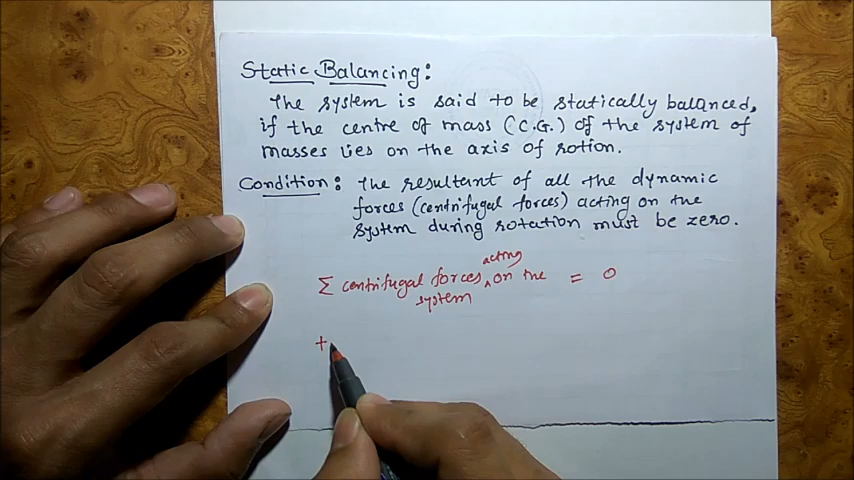 Static Balancing:
The system is said to be statically balanced,
if the centre of mass (C.G.) of the system of
masses lies on the axis of rotion.
Condition: The resultant of all the dynamic
forces (centrifugal forces) acting on the
system during rotation must be zero.
acting
Σ centrifugal forces ‸ on the = 0
system
+